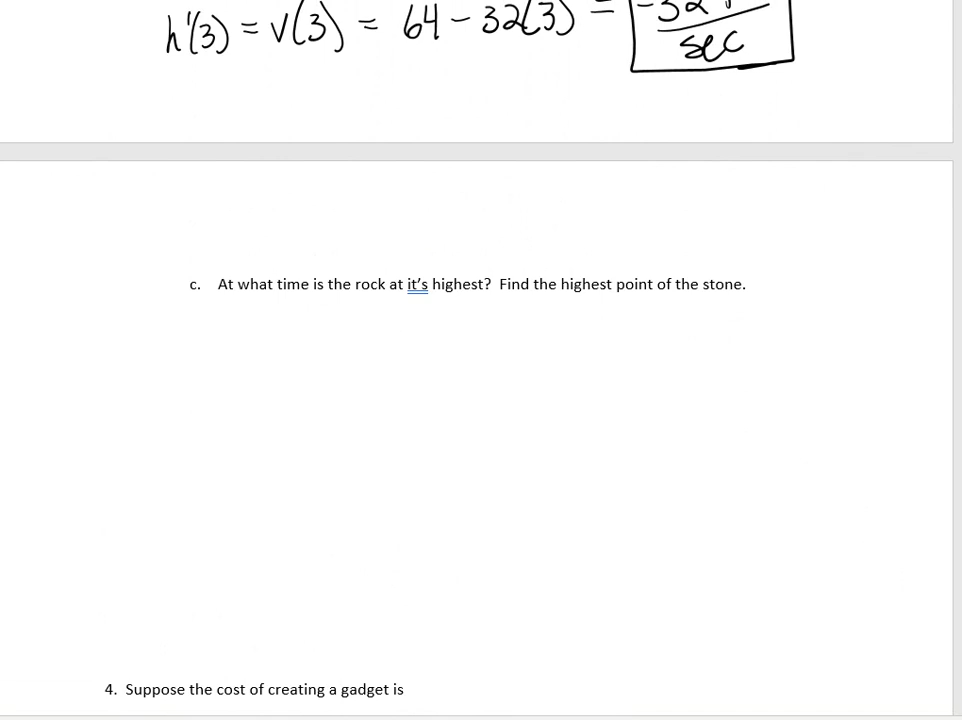 h'(3) = v(3) = 64 - 32(3) = -32
sec
c. At what time is the rock at it's highest? Find the highest point of the stone.
4. Suppose the cost of creating a gadget is